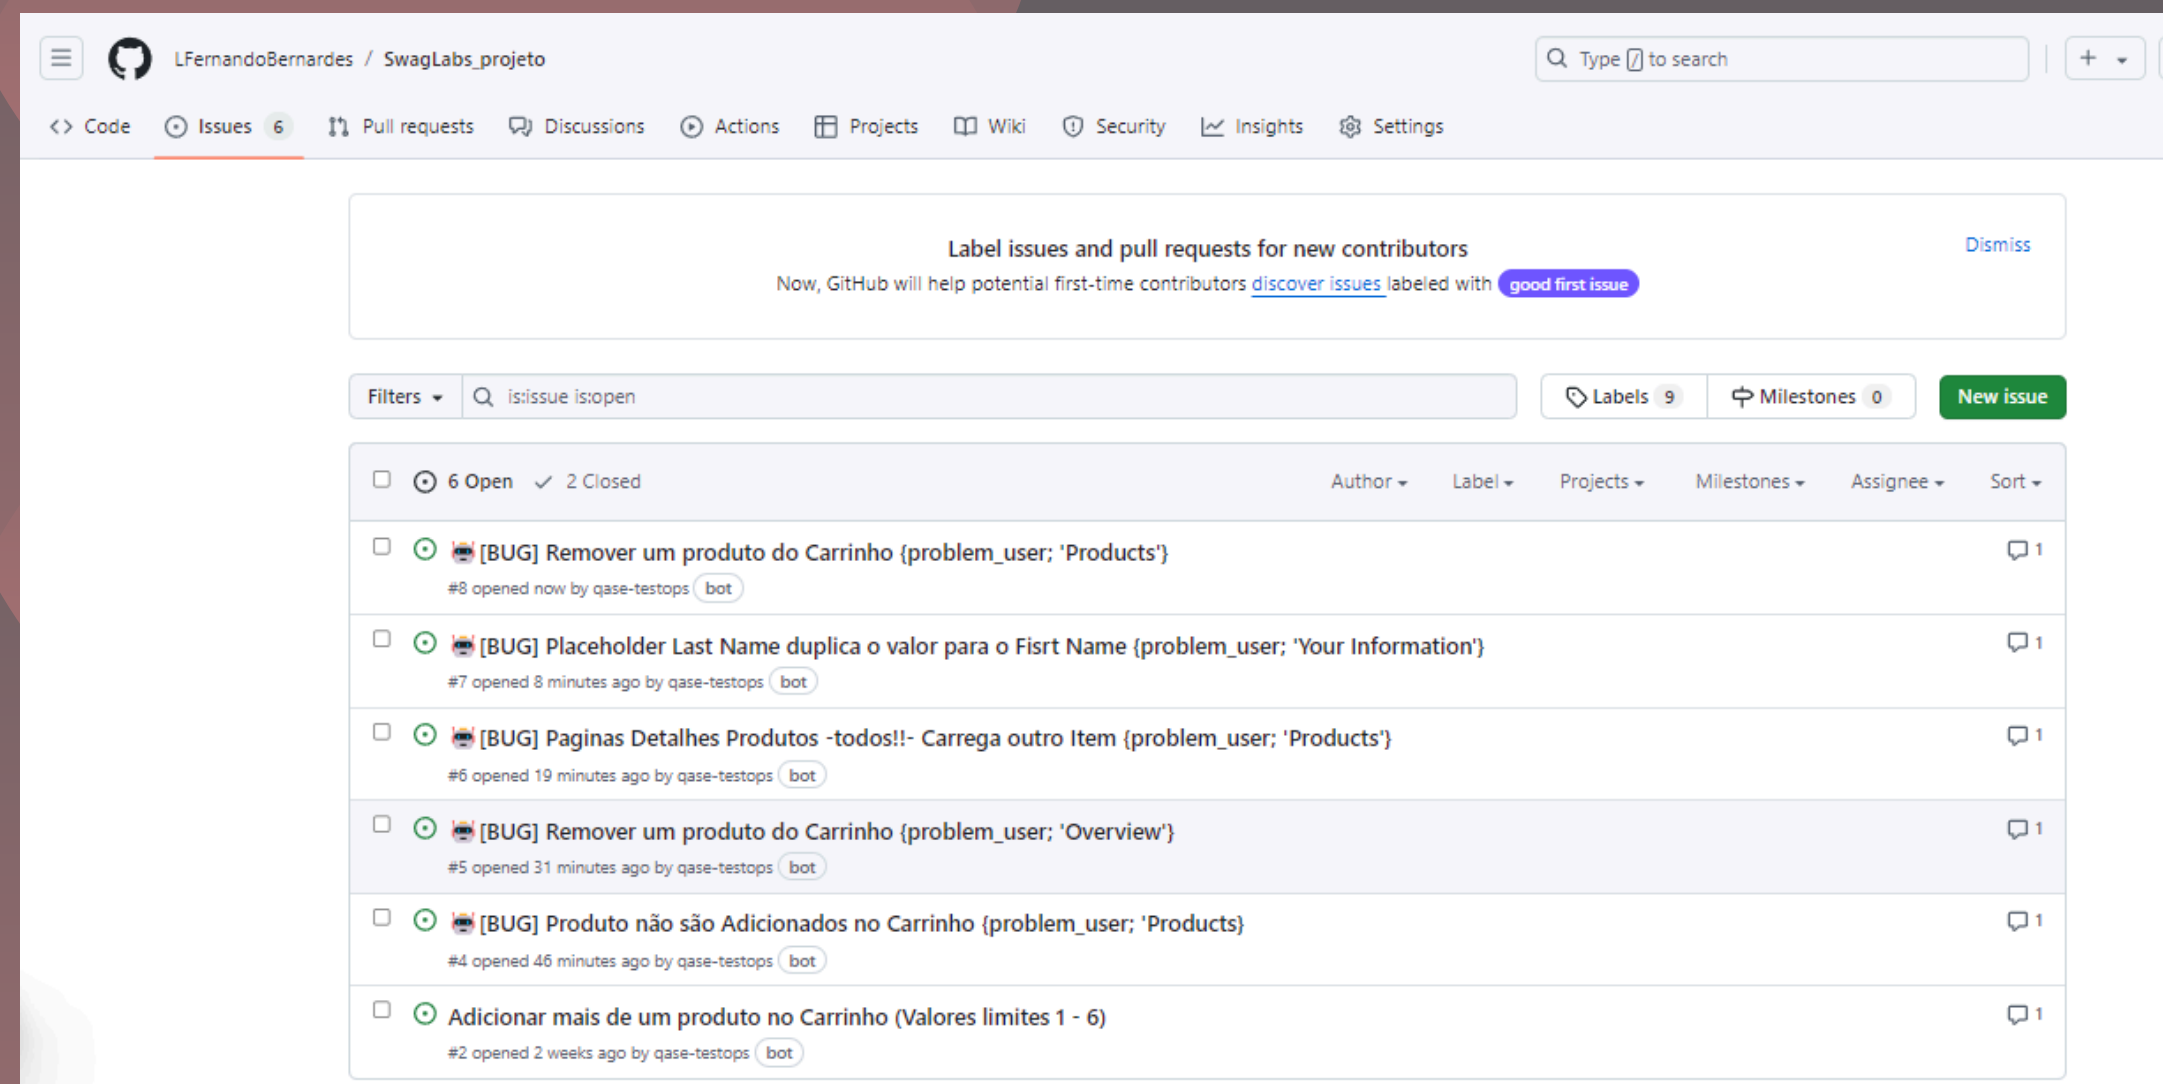 LFernandoBernardes / SwagLabs_projeto
Type / to search
Code Issues 6 Pull requests Discussions Actions Projects Wiki Security Insights Settings
Label issues and pull requests for new contributors
Dismiss
Now, GitHub will help potential first-time contributors discover issues labeled with good first issue
Filters is:issue is:open Labels 9 Milestones 0 New issue
6 Open 2 Closed Author Label Projects Milestones Assignee Sort
[BUG] Remover um produto do Carrinho {problem_user; 'Products'} 1
#8 opened now by qase-testops bot
[BUG] Placeholder Last Name duplica o valor para o Fisrt Name {problem_user; 'Your Information'} 1
#7 opened 8 minutes ago by qase-testops bot
[BUG] Paginas Detalhes Produtos -todos!!- Carrega outro Item {problem_user; 'Products'} 1
#6 opened 19 minutes ago by qase-testops bot
[BUG] Remover um produto do Carrinho {problem_user; 'Overview'} 1
#5 opened 31 minutes ago by qase-testops bot
[BUG] Produto não são Adicionados no Carrinho {problem_user; 'Products} 1
#4 opened 46 minutes ago by qase-testops bot
Adicionar mais de um produto no Carrinho (Valores limites 1 - 6) 1
#2 opened 2 weeks ago by qase-testops bot